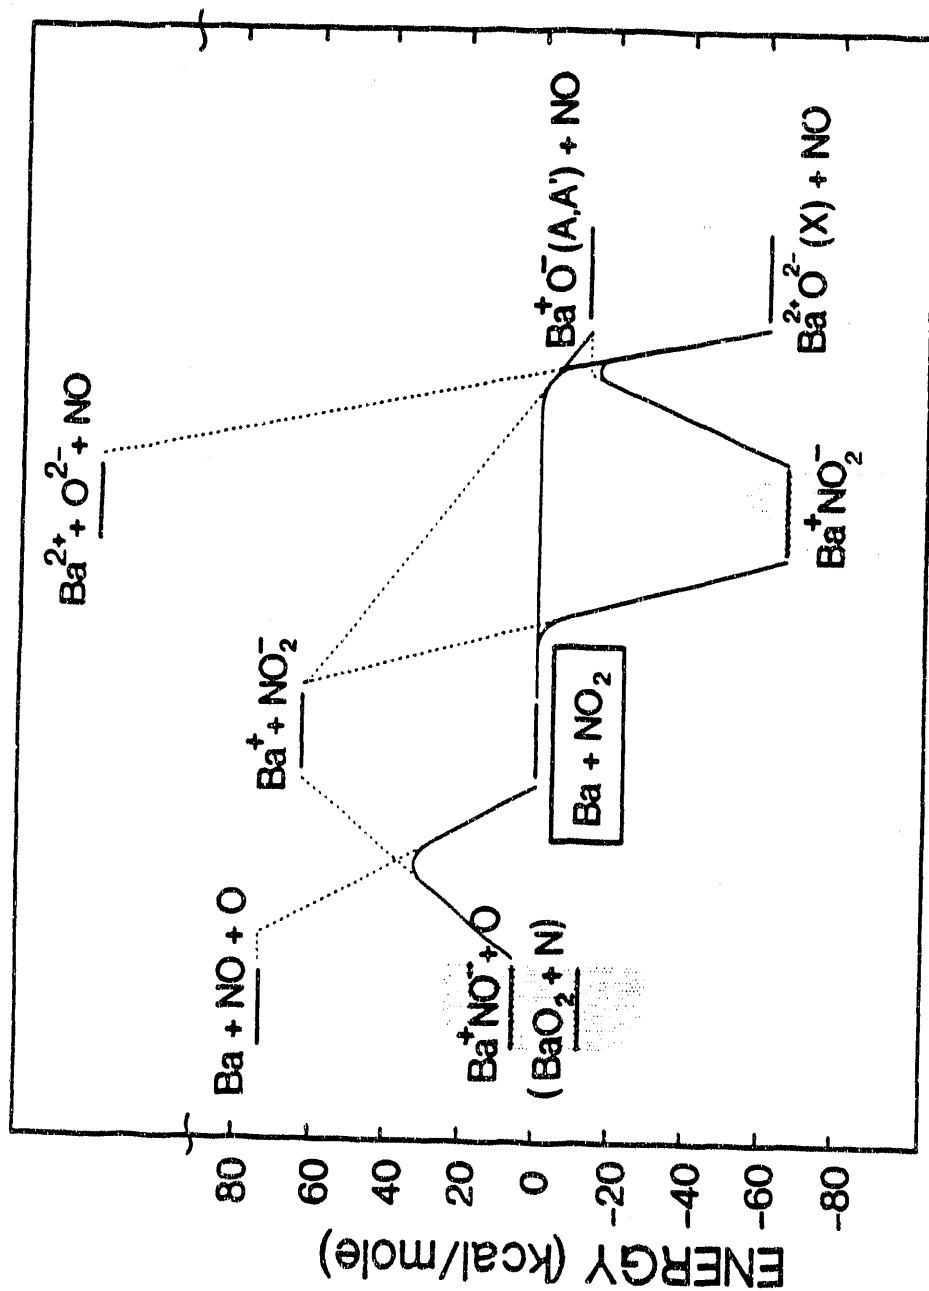 ENERGY (kcal/mole)
80
60
40
20
0
-20
-40
-60
-80
Ba²⁺ + O²⁻ + NO
Ba + NO + O
Ba⁺ + NO₂⁻
Ba⁺NO⁻ + O
(BaO₂ + N)
Ba + NO₂
Ba⁺O⁻ (A,A') + NO
Ba⁺NO₂⁻
Ba²⁺O²⁻ (X) + NO